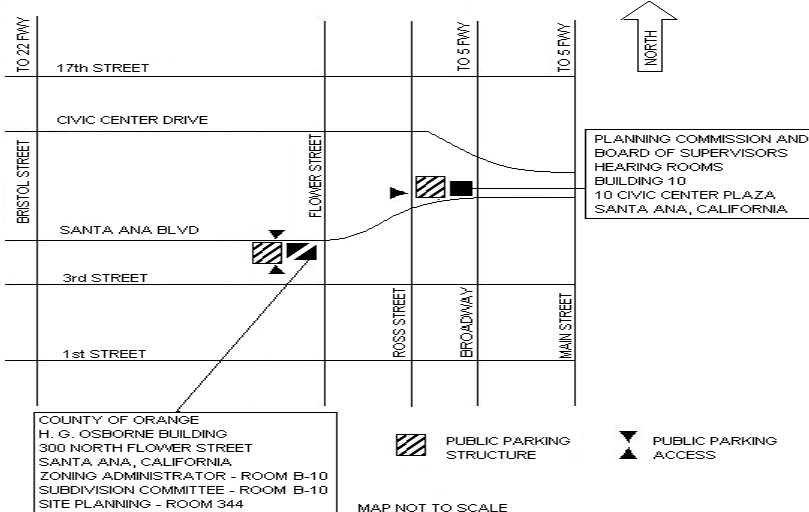 TO 22 FWY
TO 5 FWY
TO 5 FWY
NORTH
17th STREET
CIVIC CENTER DRIVE
BRISTOL STREET
FLOWER STREET
PLANNING COMMISSION AND
BOARD OF SUPERVISORS
HEARING ROOMS
BUILDING 10
10 CIVIC CENTER PLAZA
SANTA ANA, CALIFORNIA
SANTA ANA BLVD
3rd STREET
ROSS STREET
BROADWAY
MAIN STREET
1st STREET
COUNTY OF ORANGE
H. G. OSBORNE BUILDING
300 NORTH FLOWER STREET
SANTA ANA, CALIFORNIA
ZONING ADMINISTRATOR - ROOM B-10
SUBDIVISION COMMITTEE - ROOM B-10
SITE PLANNING - ROOM 344
PUBLIC PARKING
STRUCTURE
PUBLIC PARKING
ACCESS
MAP NOT TO SCALE